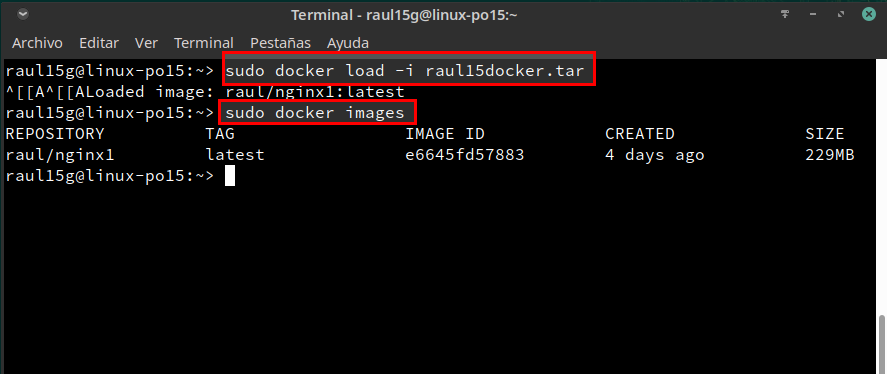 Terminal - raul15g@linux-po15:~
Archivo Editar Ver Terminal Pestañas Ayuda
raul15g@linux-po15:~> sudo docker load -i raul15docker.tar
^[[A^[[ALoaded image: raul/nginx1:latest
raul15g@linux-po15:~> sudo docker images
REPOSITORY TAG IMAGE ID CREATED SIZE
raul/nginx1 latest e6645fd57883 4 days ago 229MB
raul15g@linux-po15:~>